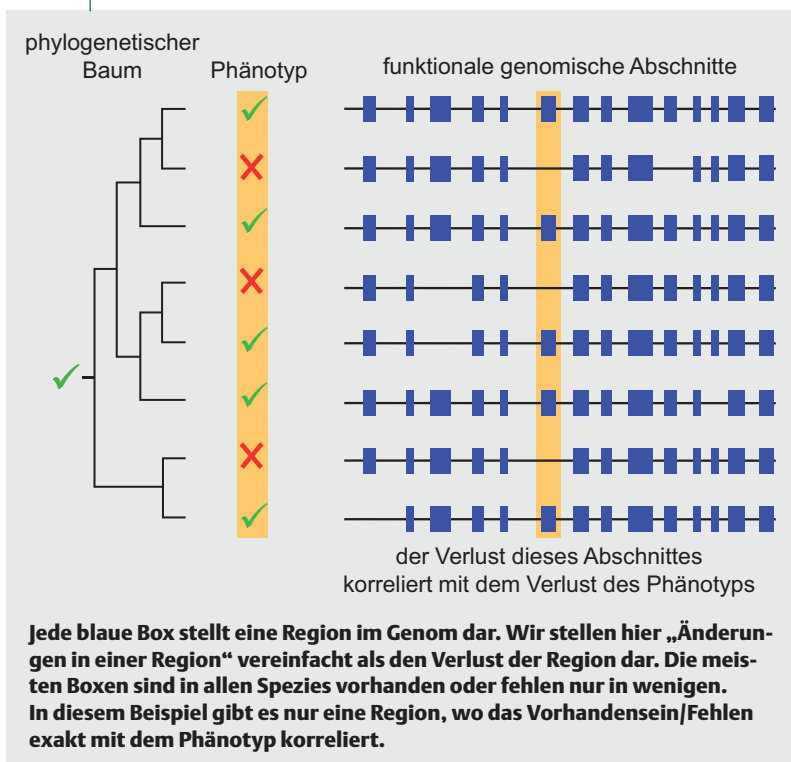 phylogenetischer
Baum
Phänotyp
funktionale genomische Abschnitte
der Verlust dieses Abschnittes
korreliert mit dem Verlust des Phänotyps
Jede blaue Box stellt eine Region im Genom dar. Wir stellen hier „Änderun-
gen in einer Region“ vereinfacht als den Verlust der Region dar. Die meis-
ten Boxen sind in allen Spezies vorhanden oder fehlen nur in wenigen.
In diesem Beispiel gibt es nur eine Region, wo das Vorhandensein/Fehlen
exakt mit dem Phänotyp korreliert.